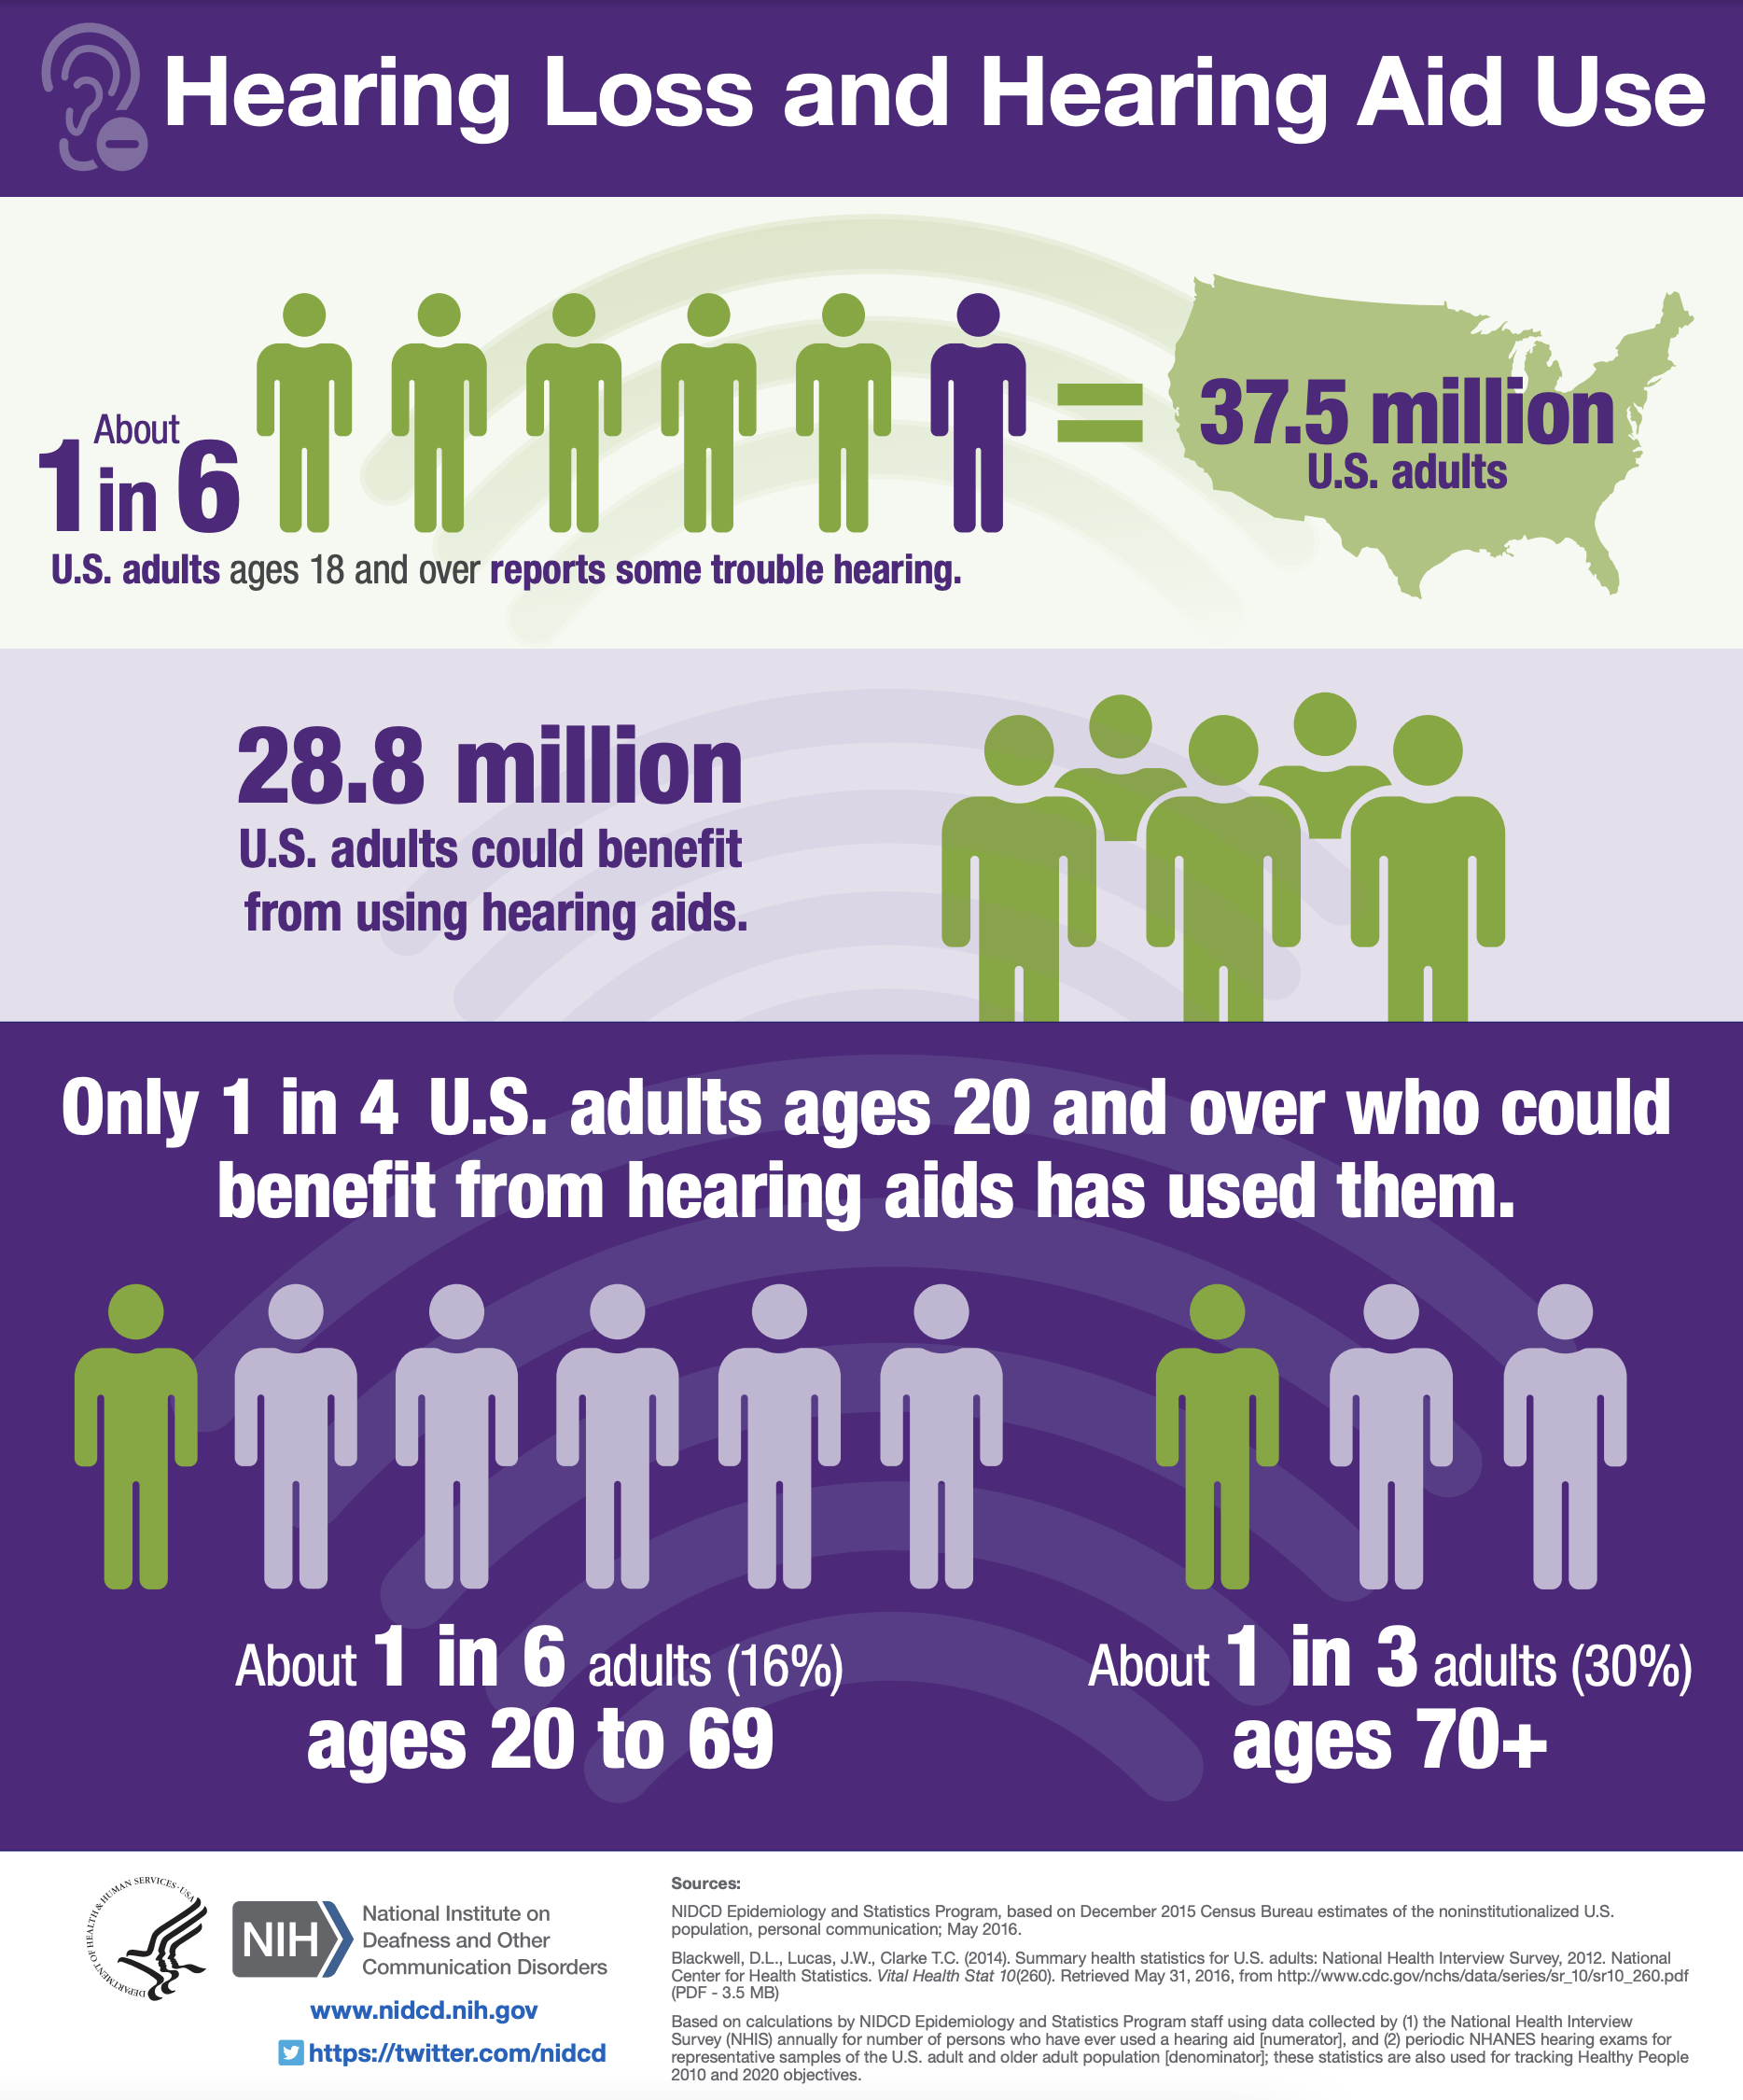 Hearing Loss and Hearing Aid Use
About
1 in 6
U.S. adults ages 18 and over reports some trouble hearing.
37.5 million
U.S. adults
28.8 million
U.S. adults could benefit
from using hearing aids.
Only 1 in 4 U.S. adults ages 20 and over who could
benefit from hearing aids has used them.
About 1 in 6 adults (16%)
ages 20 to 69
About 1 in 3 adults (30%)
ages 70+
DEPARTMENT OF HEALTH & HUMAN SERVICES · USA
NIH
National Institute on
Deafness and Other
Communication Disorders
www.nidcd.nih.gov
https://twitter.com/nidcd
Sources:
NIDCD Epidemiology and Statistics Program, based on December 2015 Census Bureau estimates of the noninstitutionalized U.S.
population, personal communication; May 2016.
Blackwell, D.L., Lucas, J.W., Clarke T.C. (2014). Summary health statistics for U.S. adults: National Health Interview Survey, 2012. National
Center for Health Statistics. Vital Health Stat 10(260). Retrieved May 31, 2016, from http://www.cdc.gov/nchs/data/series/sr_10/sr10_260.pdf
(PDF - 3.5 MB)
Based on calculations by NIDCD Epidemiology and Statistics Program staff using data collected by (1) the National Health Interview
Survey (NHIS) annually for number of persons who have ever used a hearing aid [numerator], and (2) periodic NHANES hearing exams for
representative samples of the U.S. adult and older adult population [denominator]; these statistics are also used for tracking Healthy People
2010 and 2020 objectives.